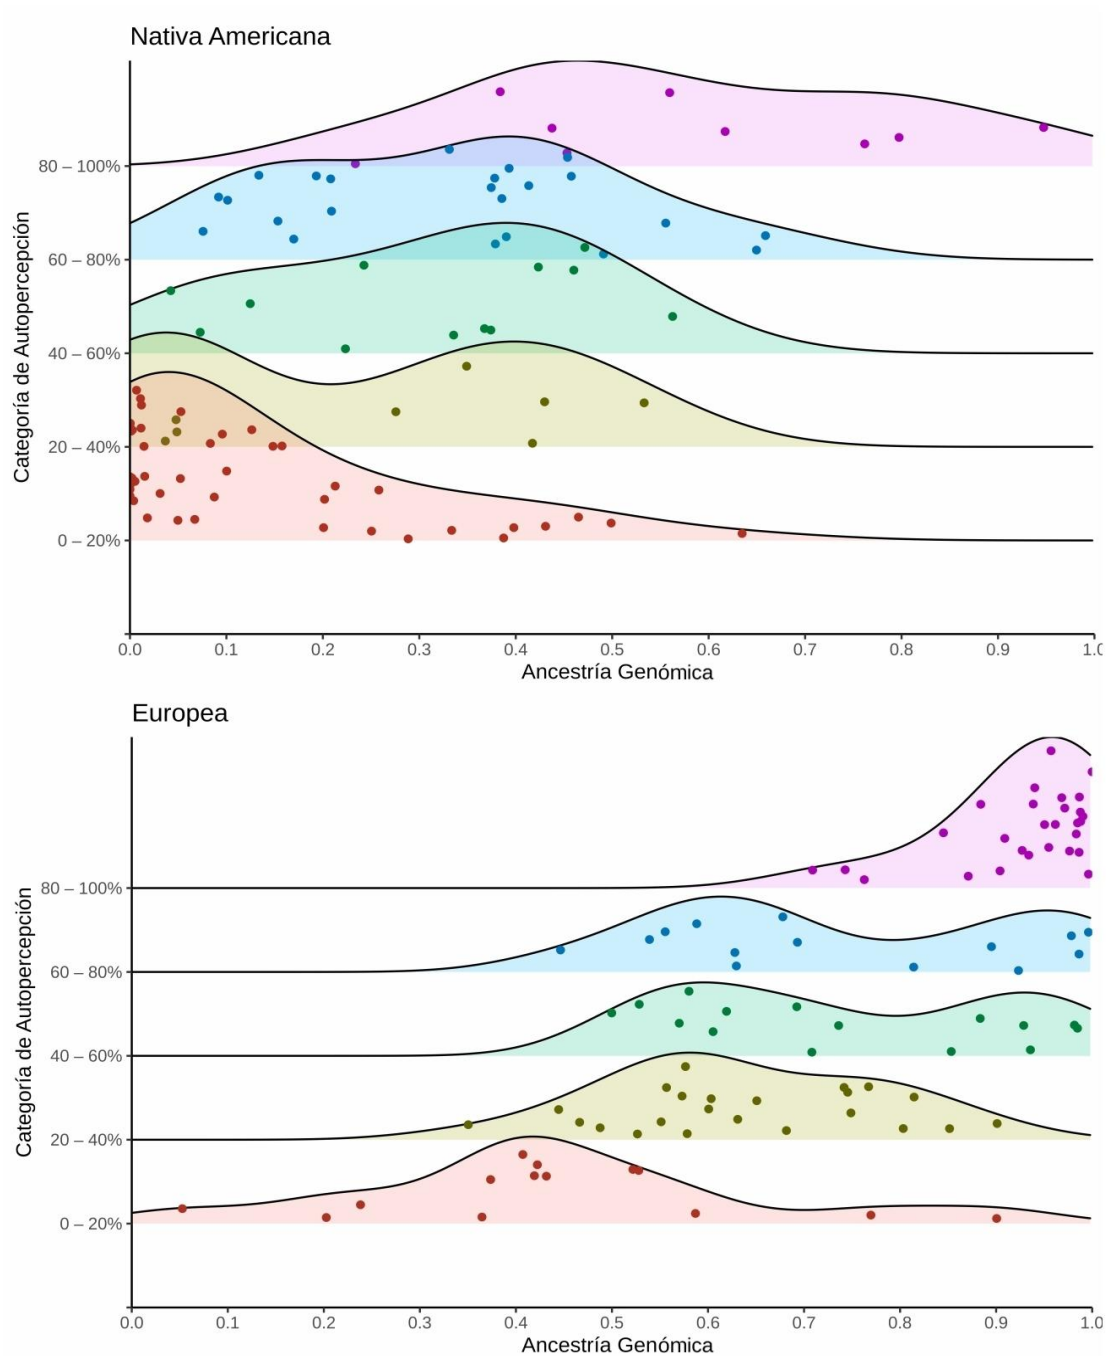 Nativa Americana
Categoría de Autopercepción
80 – 100%
60 – 80%
40 – 60%
20 – 40%
0 – 20%
0.0 0.1 0.2 0.3 0.4 0.5 0.6 0.7 0.8 0.9 1.0
Ancestría Genómica
Europea
Categoría de Autopercepción
80 – 100%
60 – 80%
40 – 60%
20 – 40%
0 – 20%
0.0 0.1 0.2 0.3 0.4 0.5 0.6 0.7 0.8 0.9 1.0
Ancestría Genómica